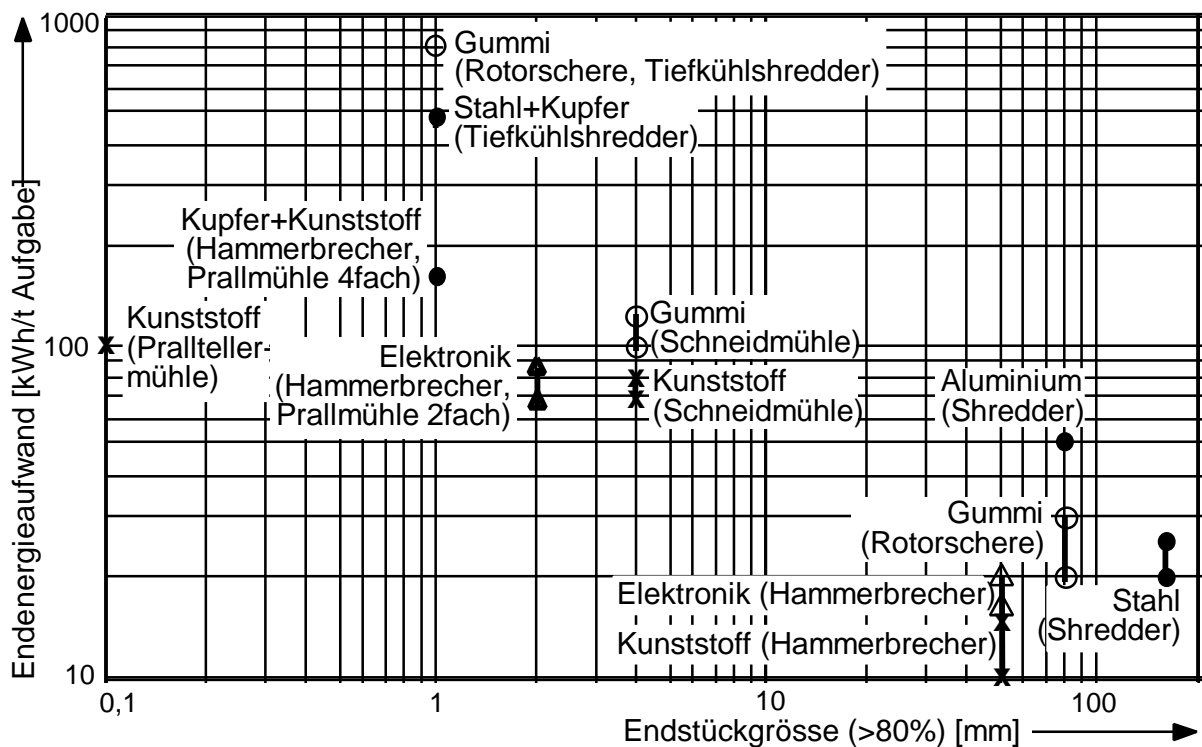 Endenergieaufwand [kWh/t Aufgabe]
1000
100
10
Gummi
(Rotorschere, Tiefkühlshredder)
Stahl+Kupfer
(Tiefkühlshredder)
Kupfer+Kunststoff
(Hammerbrecher,
Prallmühle 4fach)
Kunststoff
(Prallteller-
mühle)
Elektronik
(Hammerbrecher,
Prallmühle 2fach)
Gummi
(Schneidmühle)
Kunststoff
(Schneidmühle)
Aluminium
(Shredder)
Gummi
(Rotorschere)
Elektronik (Hammerbrecher)
Kunststoff (Hammerbrecher)
Stahl
(Shredder)
0,1
1
10
100
Endstückgrösse (>80%) [mm]